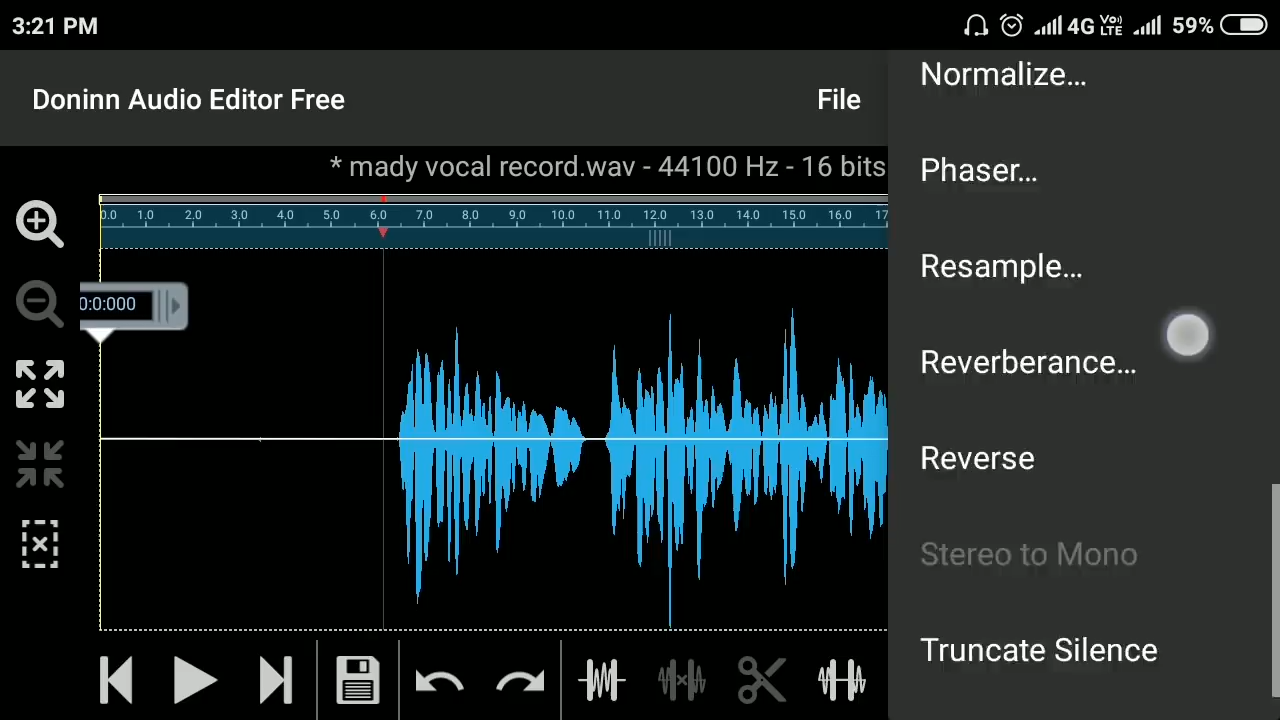 3:21 PM
4G Vo) LTE 59%
Doninn Audio Editor Free
File
* mady vocal record.wav - 44100 Hz - 16 bits
0.0 1.0 2.0 3.0 4.0 5.0 6.0 7.0 8.0 9.0 10.0 11.0 12.0 13.0 14.0 15.0 16.0 17
0:0:000
Normalize...
Phaser...
Resample...
Reverberance...
Reverse
Stereo to Mono
Truncate Silence